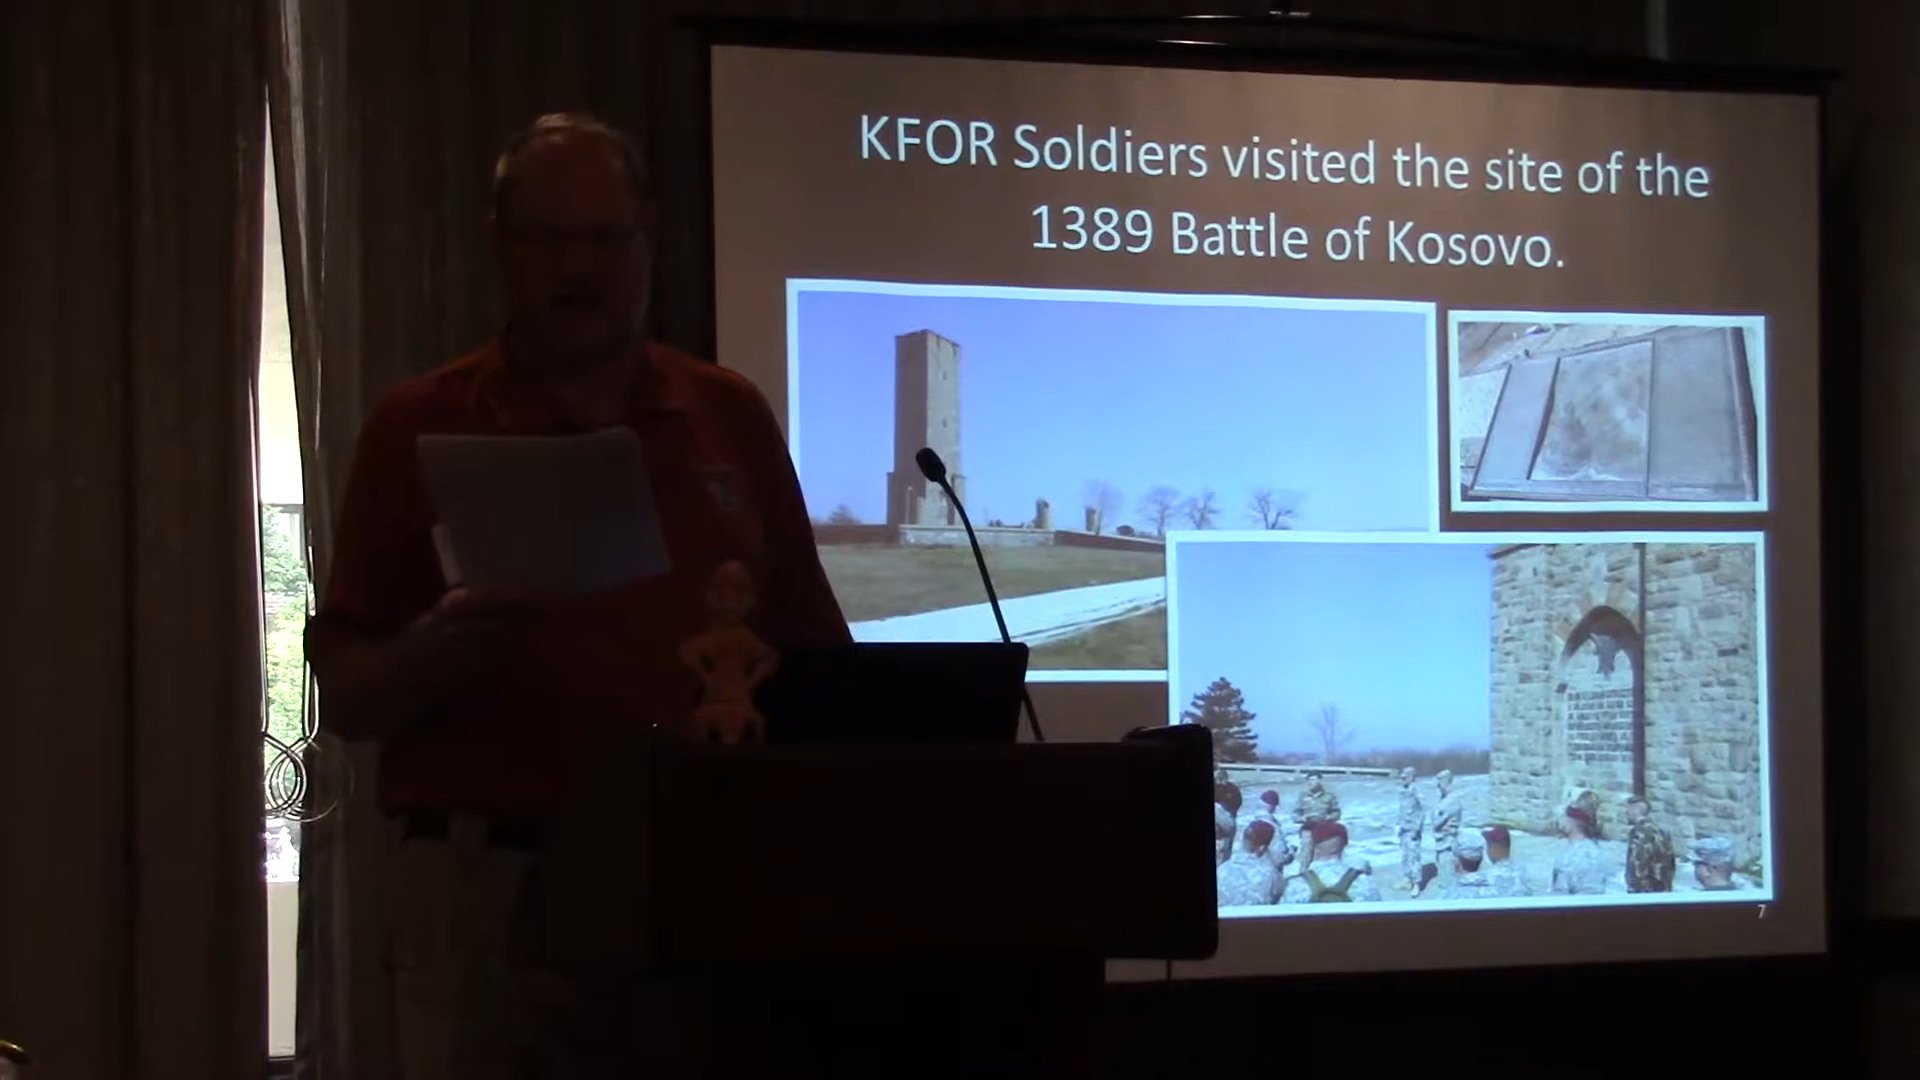 KFOR Soldiers visited the site of the
1389 Battle of Kosovo.
7